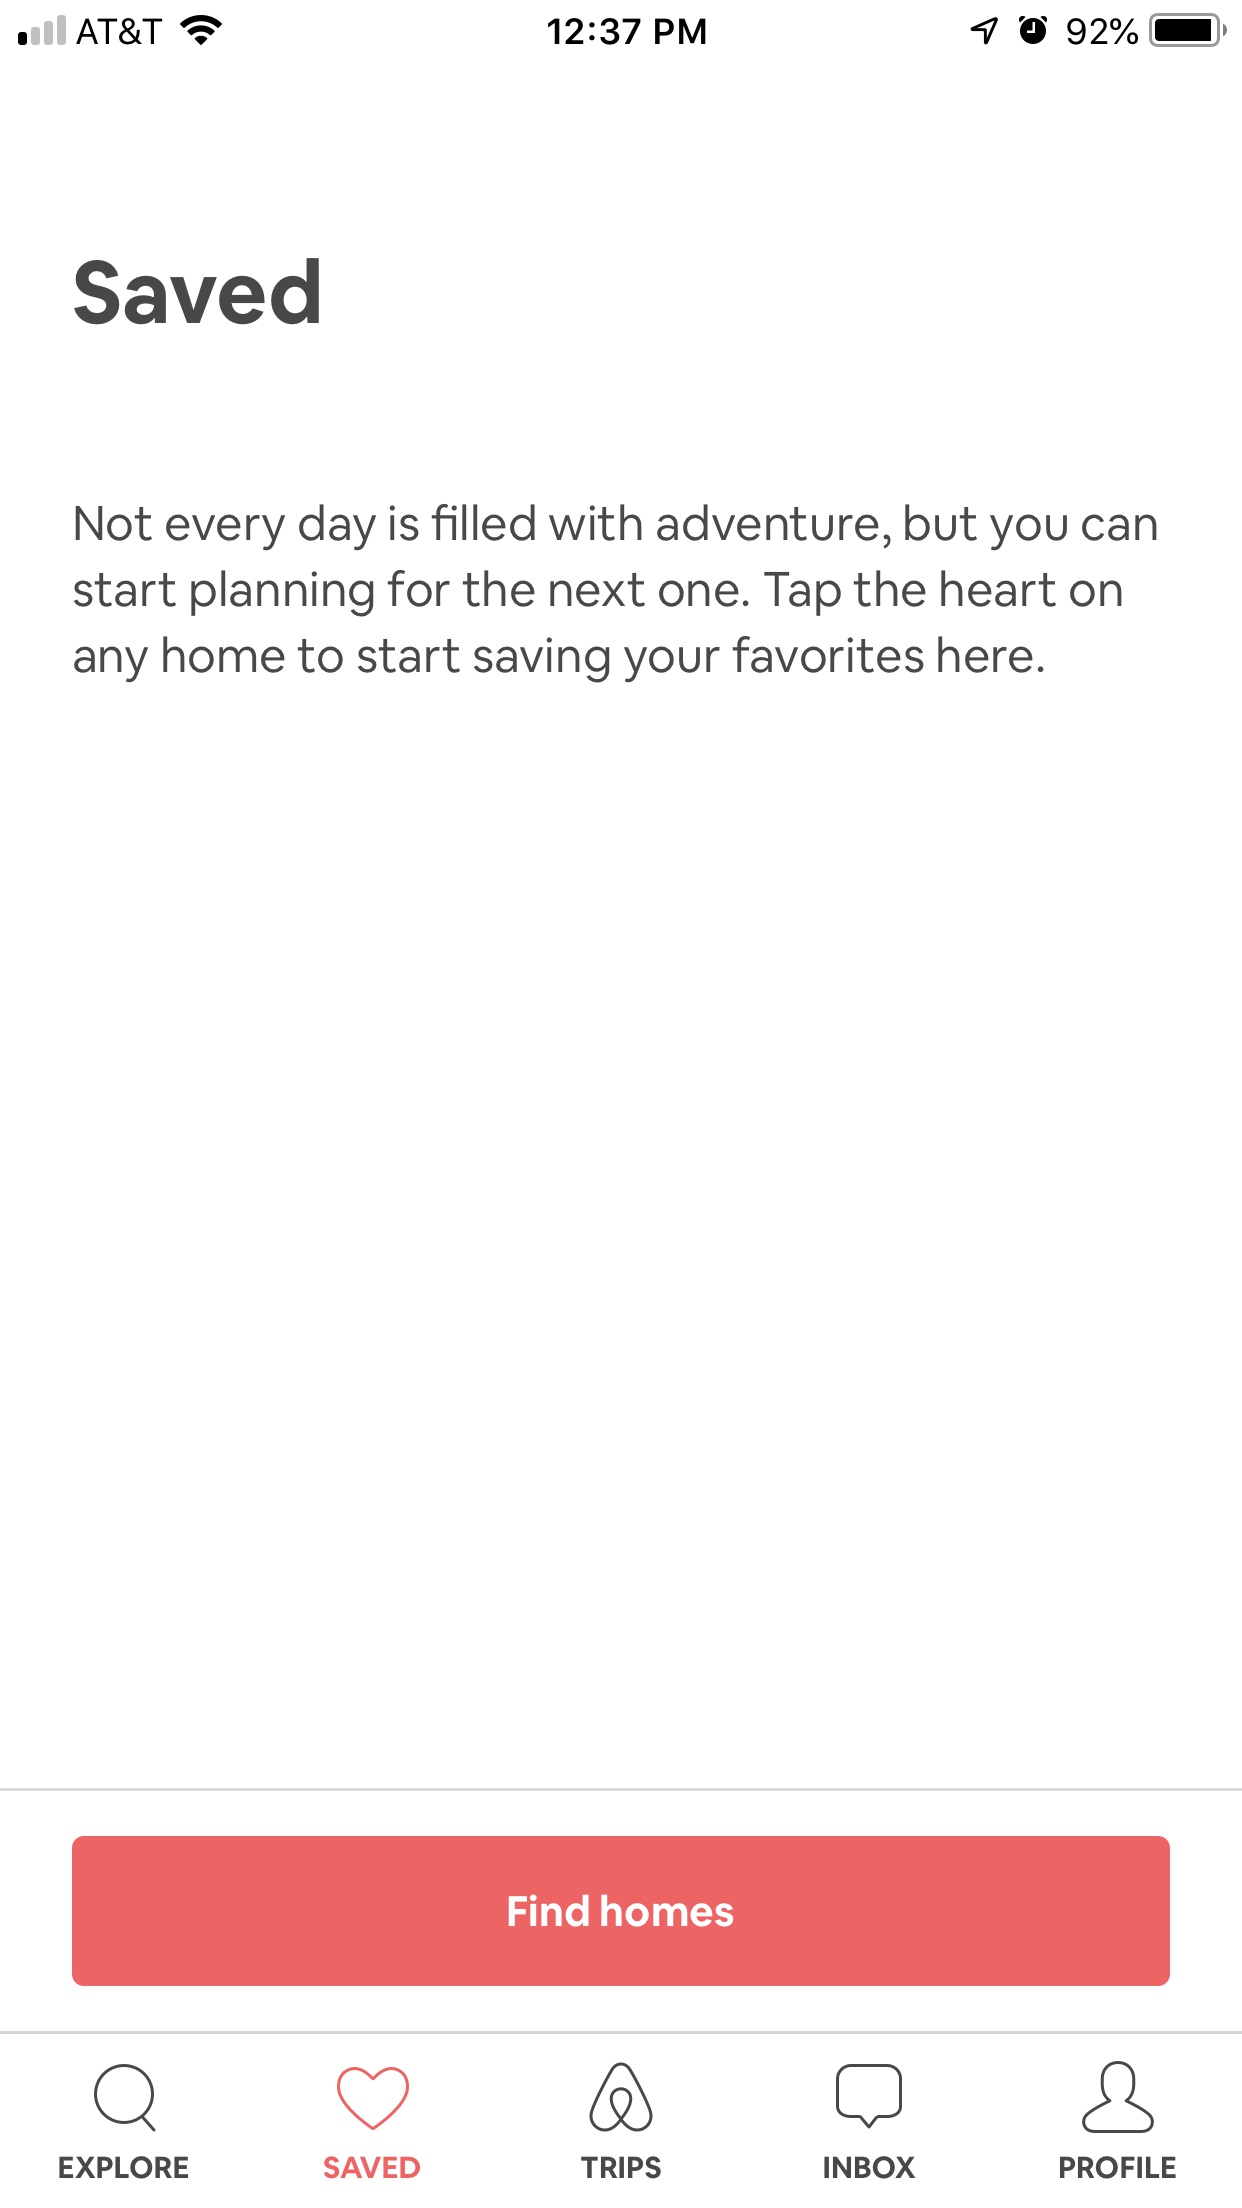 AT&T 12:37 PM 92%
Saved
Not every day is filled with adventure, but you can
start planning for the next one. Tap the heart on
any home to start saving your favorites here.
Find homes
EXPLORE SAVED TRIPS INBOX PROFILE